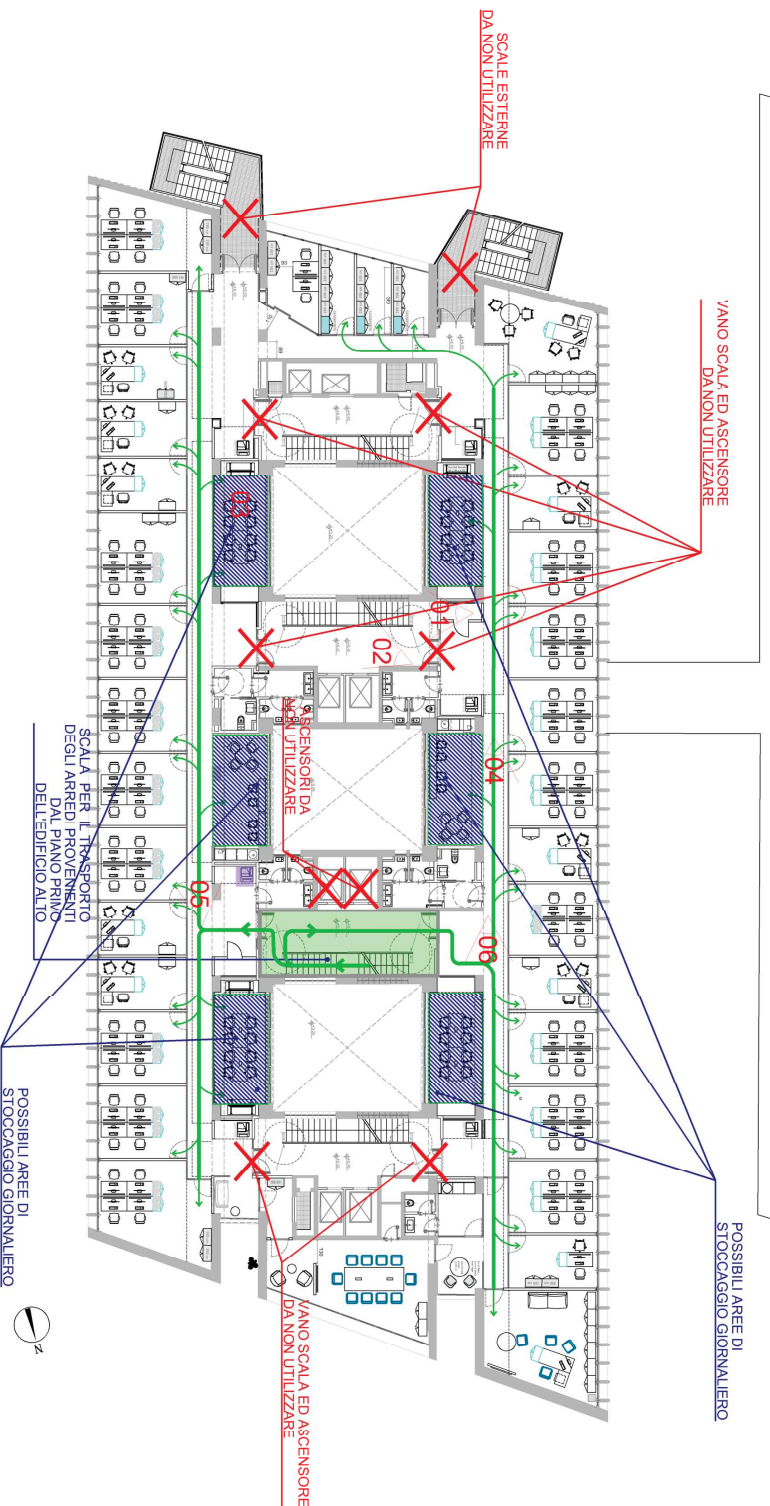 SCALE ESTERNE
DA NON UTILIZZARE
VANO SCALA ED ASCENSORE
DA NON UTILIZZARE
03
01
02
ASCENSORI DA
NON UTILIZZARE
04
SCALA PER IL TRASPORTO
DEGLI ARREDI PROVENIENTI
DAL PIANO PRIMO
DELL'EDIFICIO ALTO
05
06
POSSIBILI AREE DI
STOCCAGGIO GIORNALIERO
POSSIBILI AREE DI
STOCCAGGIO GIORNALIERO
VANO SCALA ED ASCENSORE
DA NON UTILIZZARE
N